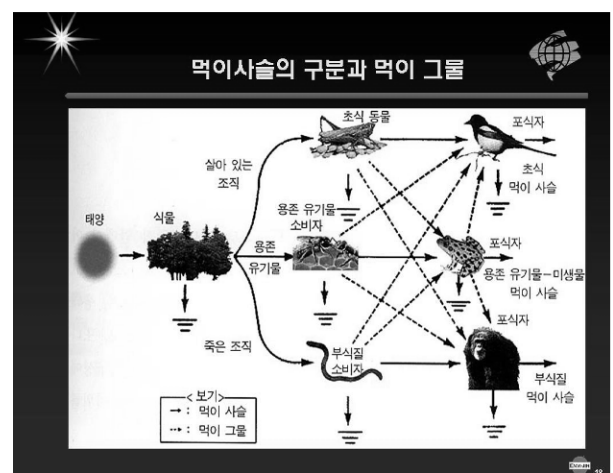 먹이사슬의 구분과 먹이 그물
초식 동물
포식자
살아 있는
조직
초식
먹이 사슬
태양
식물
용존 유기물
소비자
용존
유기물
포식자
용존 유기물-미생물
먹이 사슬
포식자
죽은 조직
부식질
소비자
부식질
먹이 사슬
<보기>
→ : 먹이 사슬
⇢ : 먹이 그물